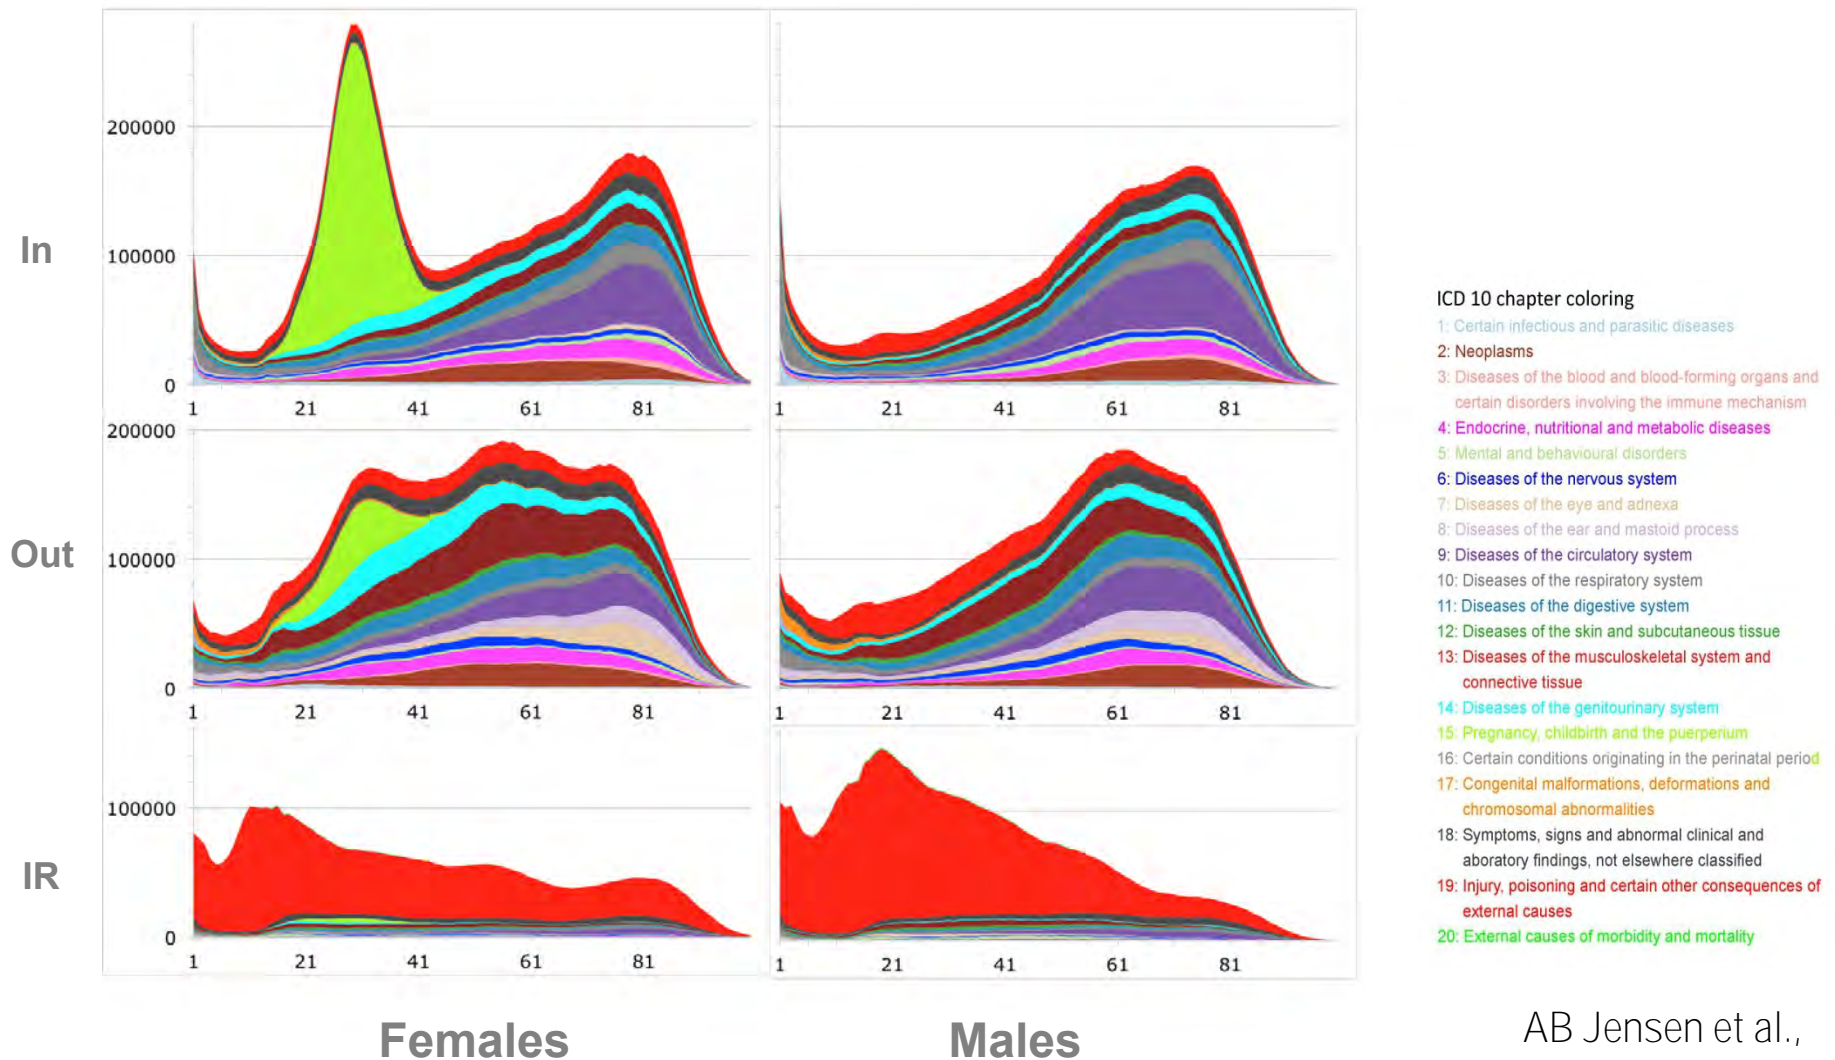 In
200000
100000
0
1 21 41 61 81
1 21 41 61 81
Out
200000
100000
0
1 21 41 61 81
1 21 41 61 81
IR
100000
0
1 21 41 61 81
1 21 41 61 81
Females
Males
ICD 10 chapter coloring
1: Certain infectious and parasitic diseases
2: Neoplasms
3: Diseases of the blood and blood-forming organs and
certain disorders involving the immune mechanism
4: Endocrine, nutritional and metabolic diseases
5: Mental and behavioural disorders
6: Diseases of the nervous system
7: Diseases of the eye and adnexa
8: Diseases of the ear and mastoid process
9: Diseases of the circulatory system
10: Diseases of the respiratory system
11: Diseases of the digestive system
12: Diseases of the skin and subcutaneous tissue
13: Diseases of the musculoskeletal system and
connective tissue
14: Diseases of the genitourinary system
15: Pregnancy, childbirth and the puerperium
16: Certain conditions originating in the perinatal period
17: Congenital malformations, deformations and
chromosomal abnormalities
18: Symptoms, signs and abnormal clinical and
aboratory findings, not elsewhere classified
19: Injury, poisoning and certain other consequences of
external causes
20: External causes of morbidity and mortality
AB Jensen et al.,